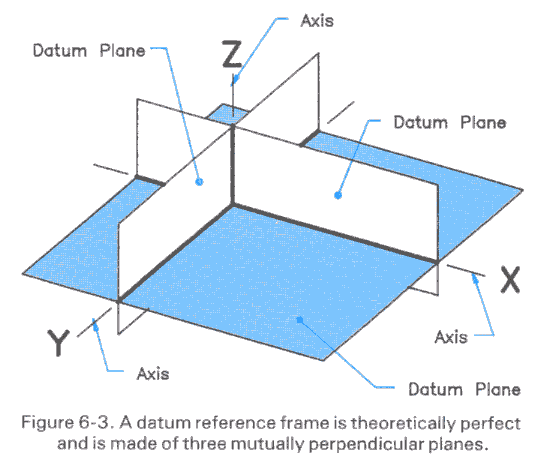 Axis
Datum Plane
Z
Datum Plane
X
Y
Axis
Axis
Datum Plane
Figure 6-3. A datum reference frame is theoretically perfect
and is made of three mutually perpendicular planes.